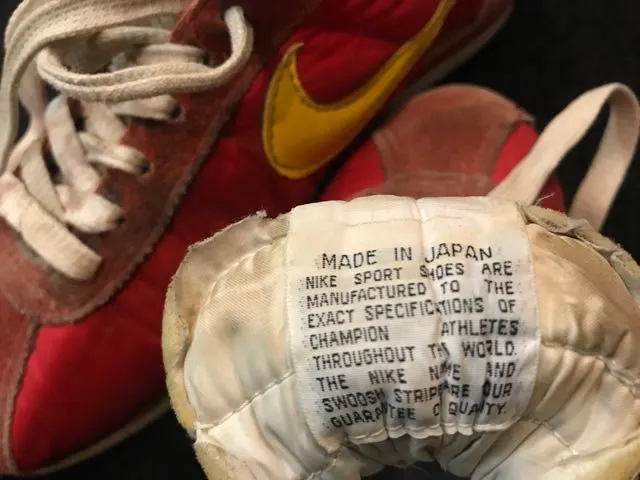 MADE IN JAPAN
NIKE SPORT SHOES ARE
MANUFACTURED TO THE
EXACT SPECIFICATIONS OF
CHAMPION ATHLETES
THROUGHOUT THE WORLD.
THE NIKE NAME AND
SWOOSH STRIPE ARE OUR
GUARANTEE OF QUALITY.